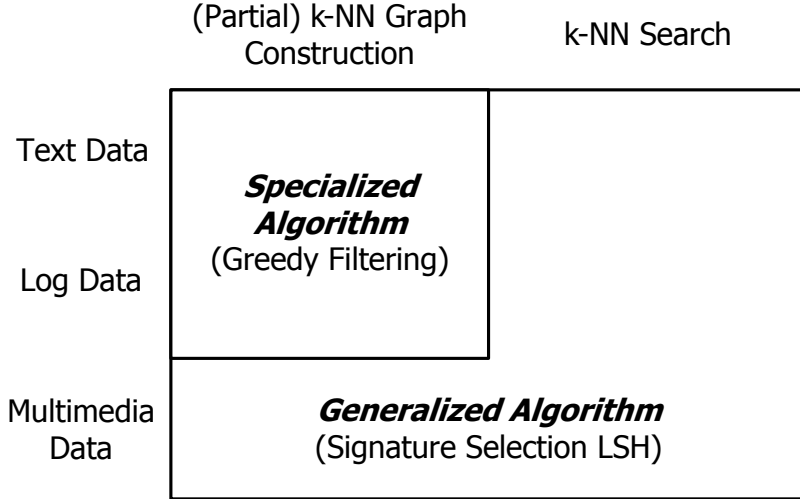 (Partial) k-NN Graph
Construction
k-NN Search
Text Data
Specialized
Algorithm
(Greedy Filtering)
Log Data
Multimedia
Data
Generalized Algorithm
(Signature Selection LSH)